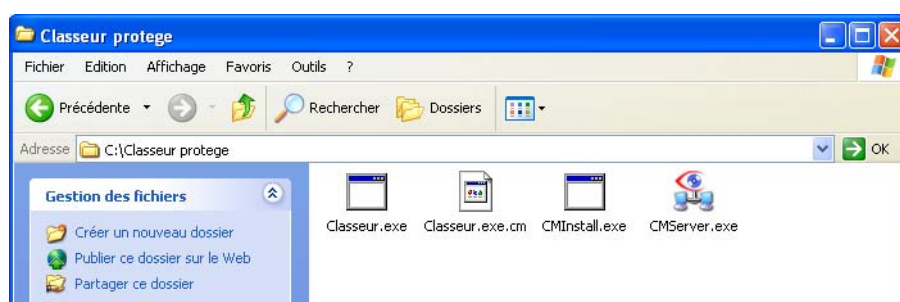 Classeur protege
Fichier Edition Affichage Favoris Outils ?
Précédente Rechercher Dossiers
Adresse C:\Classeur protege OK
Gestion des fichiers
Créer un nouveau dossier
Publier ce dossier sur le Web
Partager ce dossier
Classeur.exe Classeur.exe.cm CMInstall.exe CMServer.exe